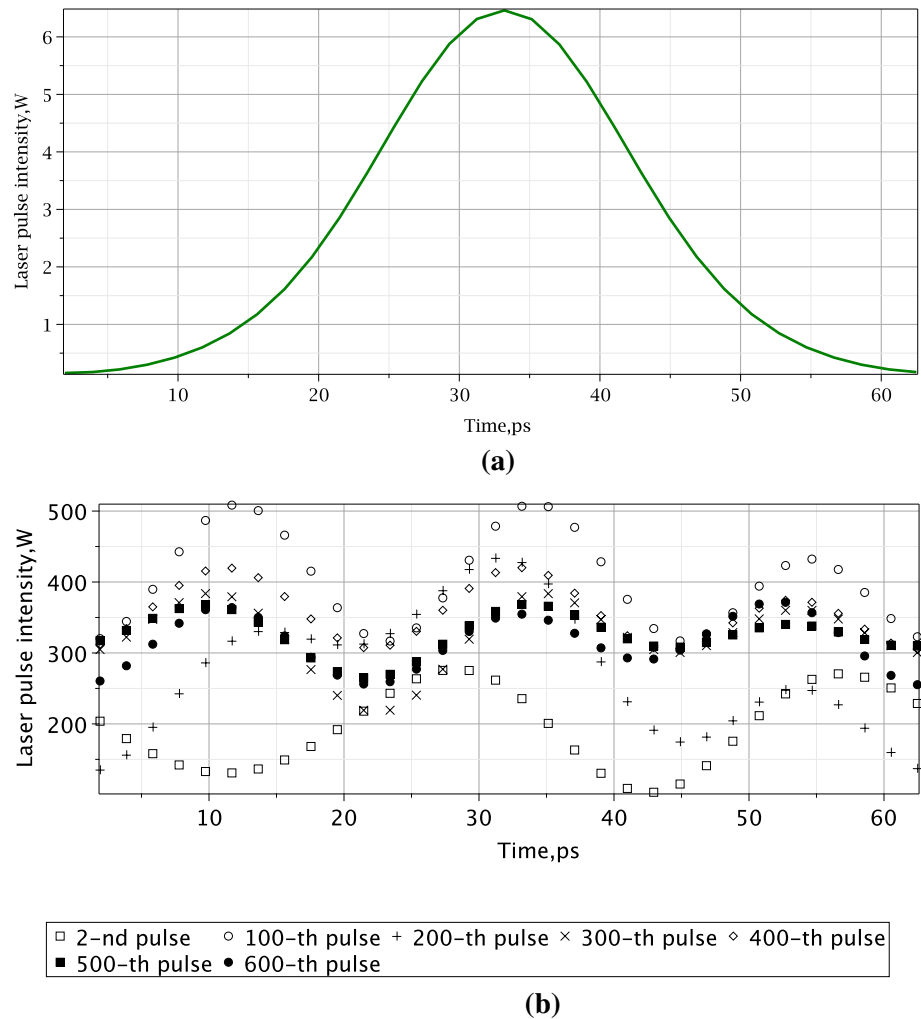 6
5
4
3
2
1
Laser pulse intensity,W
10 20 30 40 50 60
Time,ps
(a)
500
400
300
200
Laser pulse intensity,W
10 20 30 40 50 60
Time,ps
2-nd pulse 100-th pulse 200-th pulse 300-th pulse 400-th pulse
500-th pulse 600-th pulse
(b)